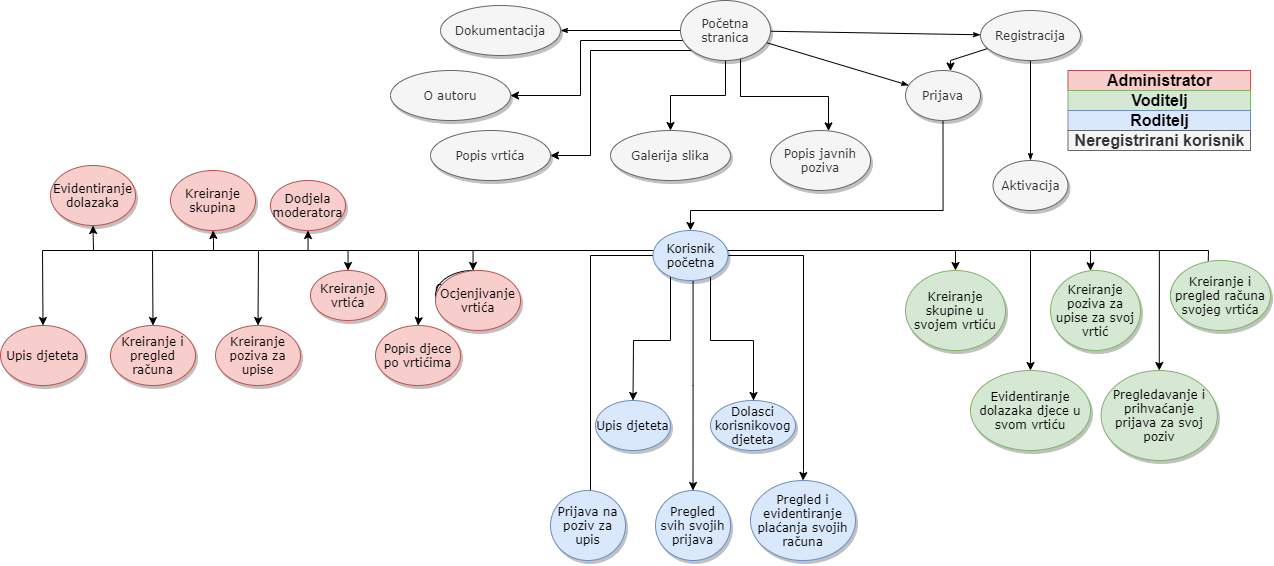 Početna
stranica
Dokumentacija
Registracija
O autoru
Prijava
Administrator
Voditelj
Roditelj
Neregistrirani korisnik
Popis vrtića
Galerija slika
Popis javnih
poziva
Aktivacija
Evidentiranje
dolazaka
Kreiranje
skupina
Dodjela
moderatora
Korisnik
početna
Kreiranje
vrtića
Ocjenjivanje
vrtića
Upis djeteta
Kreiranje i
pregled
računa
Kreiranje
poziva za
upise
Popis djece
po vrtićima
Kreiranje
skupine u
svojem vrtiću
Kreiranje
poziva za
upise za svoj
vrtić
Kreiranje i
pregled računa
svojeg vrtića
Evidentiranje
dolazaka djece u
svom vrtiću
Pregledavanje i
prihvaćanje
prijava za svoj
poziv
Upis djeteta
Dolasci
korisnikovog
djeteta
Prijava na
poziv za
upis
Pregled
svih svojih
prijava
Pregled i
evidentiranje
plaćanja svojih
računa